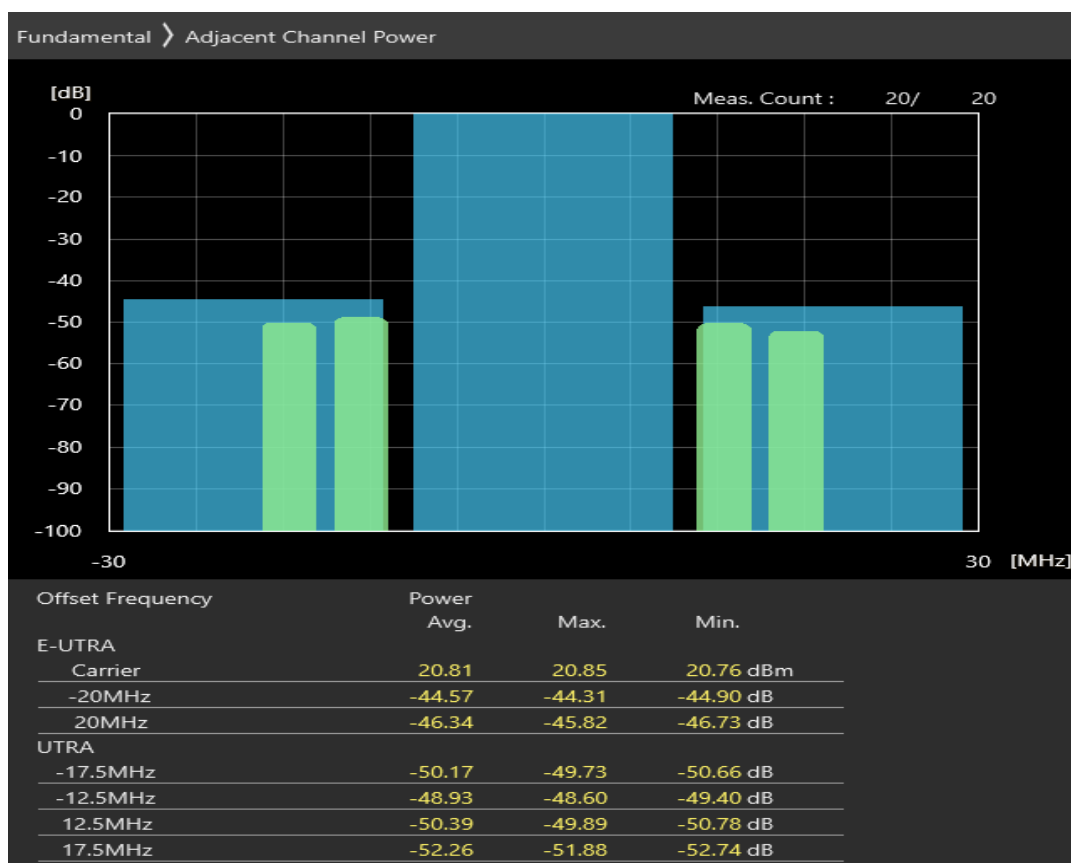 Fundamental ❯ Adjacent Channel Power
[dB]
Meas. Count : 20/ 20
0
-10
-20
-30
-40
-50
-60
-70
-80
-90
-100
-30 30 [MHz]
Offset Frequency Power
Avg. Max. Min.
E-UTRA
Carrier 20.81 20.85 20.76 dBm
-20MHz -44.57 -44.31 -44.90 dB
20MHz -46.34 -45.82 -46.73 dB
UTRA
-17.5MHz -50.17 -49.73 -50.66 dB
-12.5MHz -48.93 -48.60 -49.40 dB
12.5MHz -50.39 -49.89 -50.78 dB
17.5MHz -52.26 -51.88 -52.74 dB